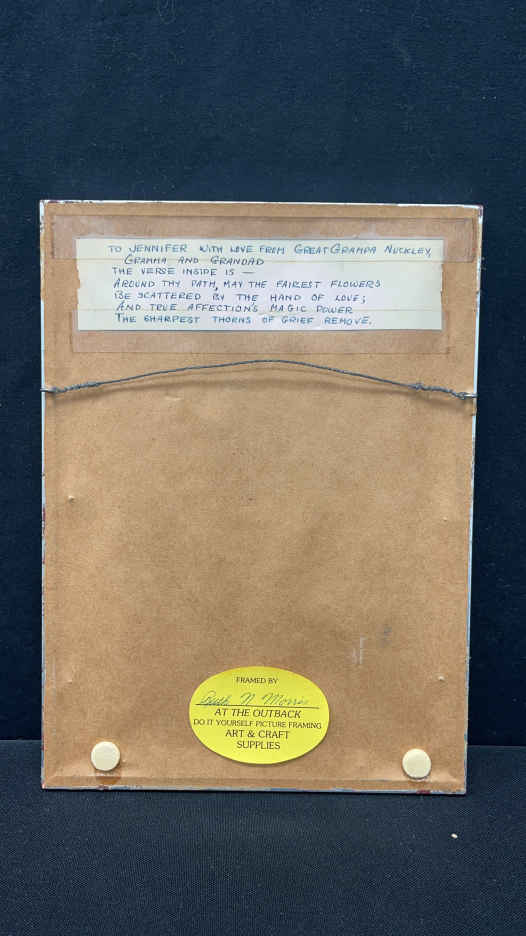 TO JENNIFER WITH LOVE FROM GREAT GRAMPA NUCKLEY,
GRAMMA AND GRANDAD
THE VERSE INSIDE IS —
AROUND THY PATH, MAY THE FAIREST FLOWERS
BE SCATTERED BY THE HAND OF LOVE;
AND TRUE AFFECTION'S MAGIC POWER
THE SHARPEST THORNS OF GRIEF REMOVE.
FRAMED BY
Ruth N Morris
AT THE OUTBACK
DO IT YOURSELF PICTURE FRAMING
ART & CRAFT
SUPPLIES